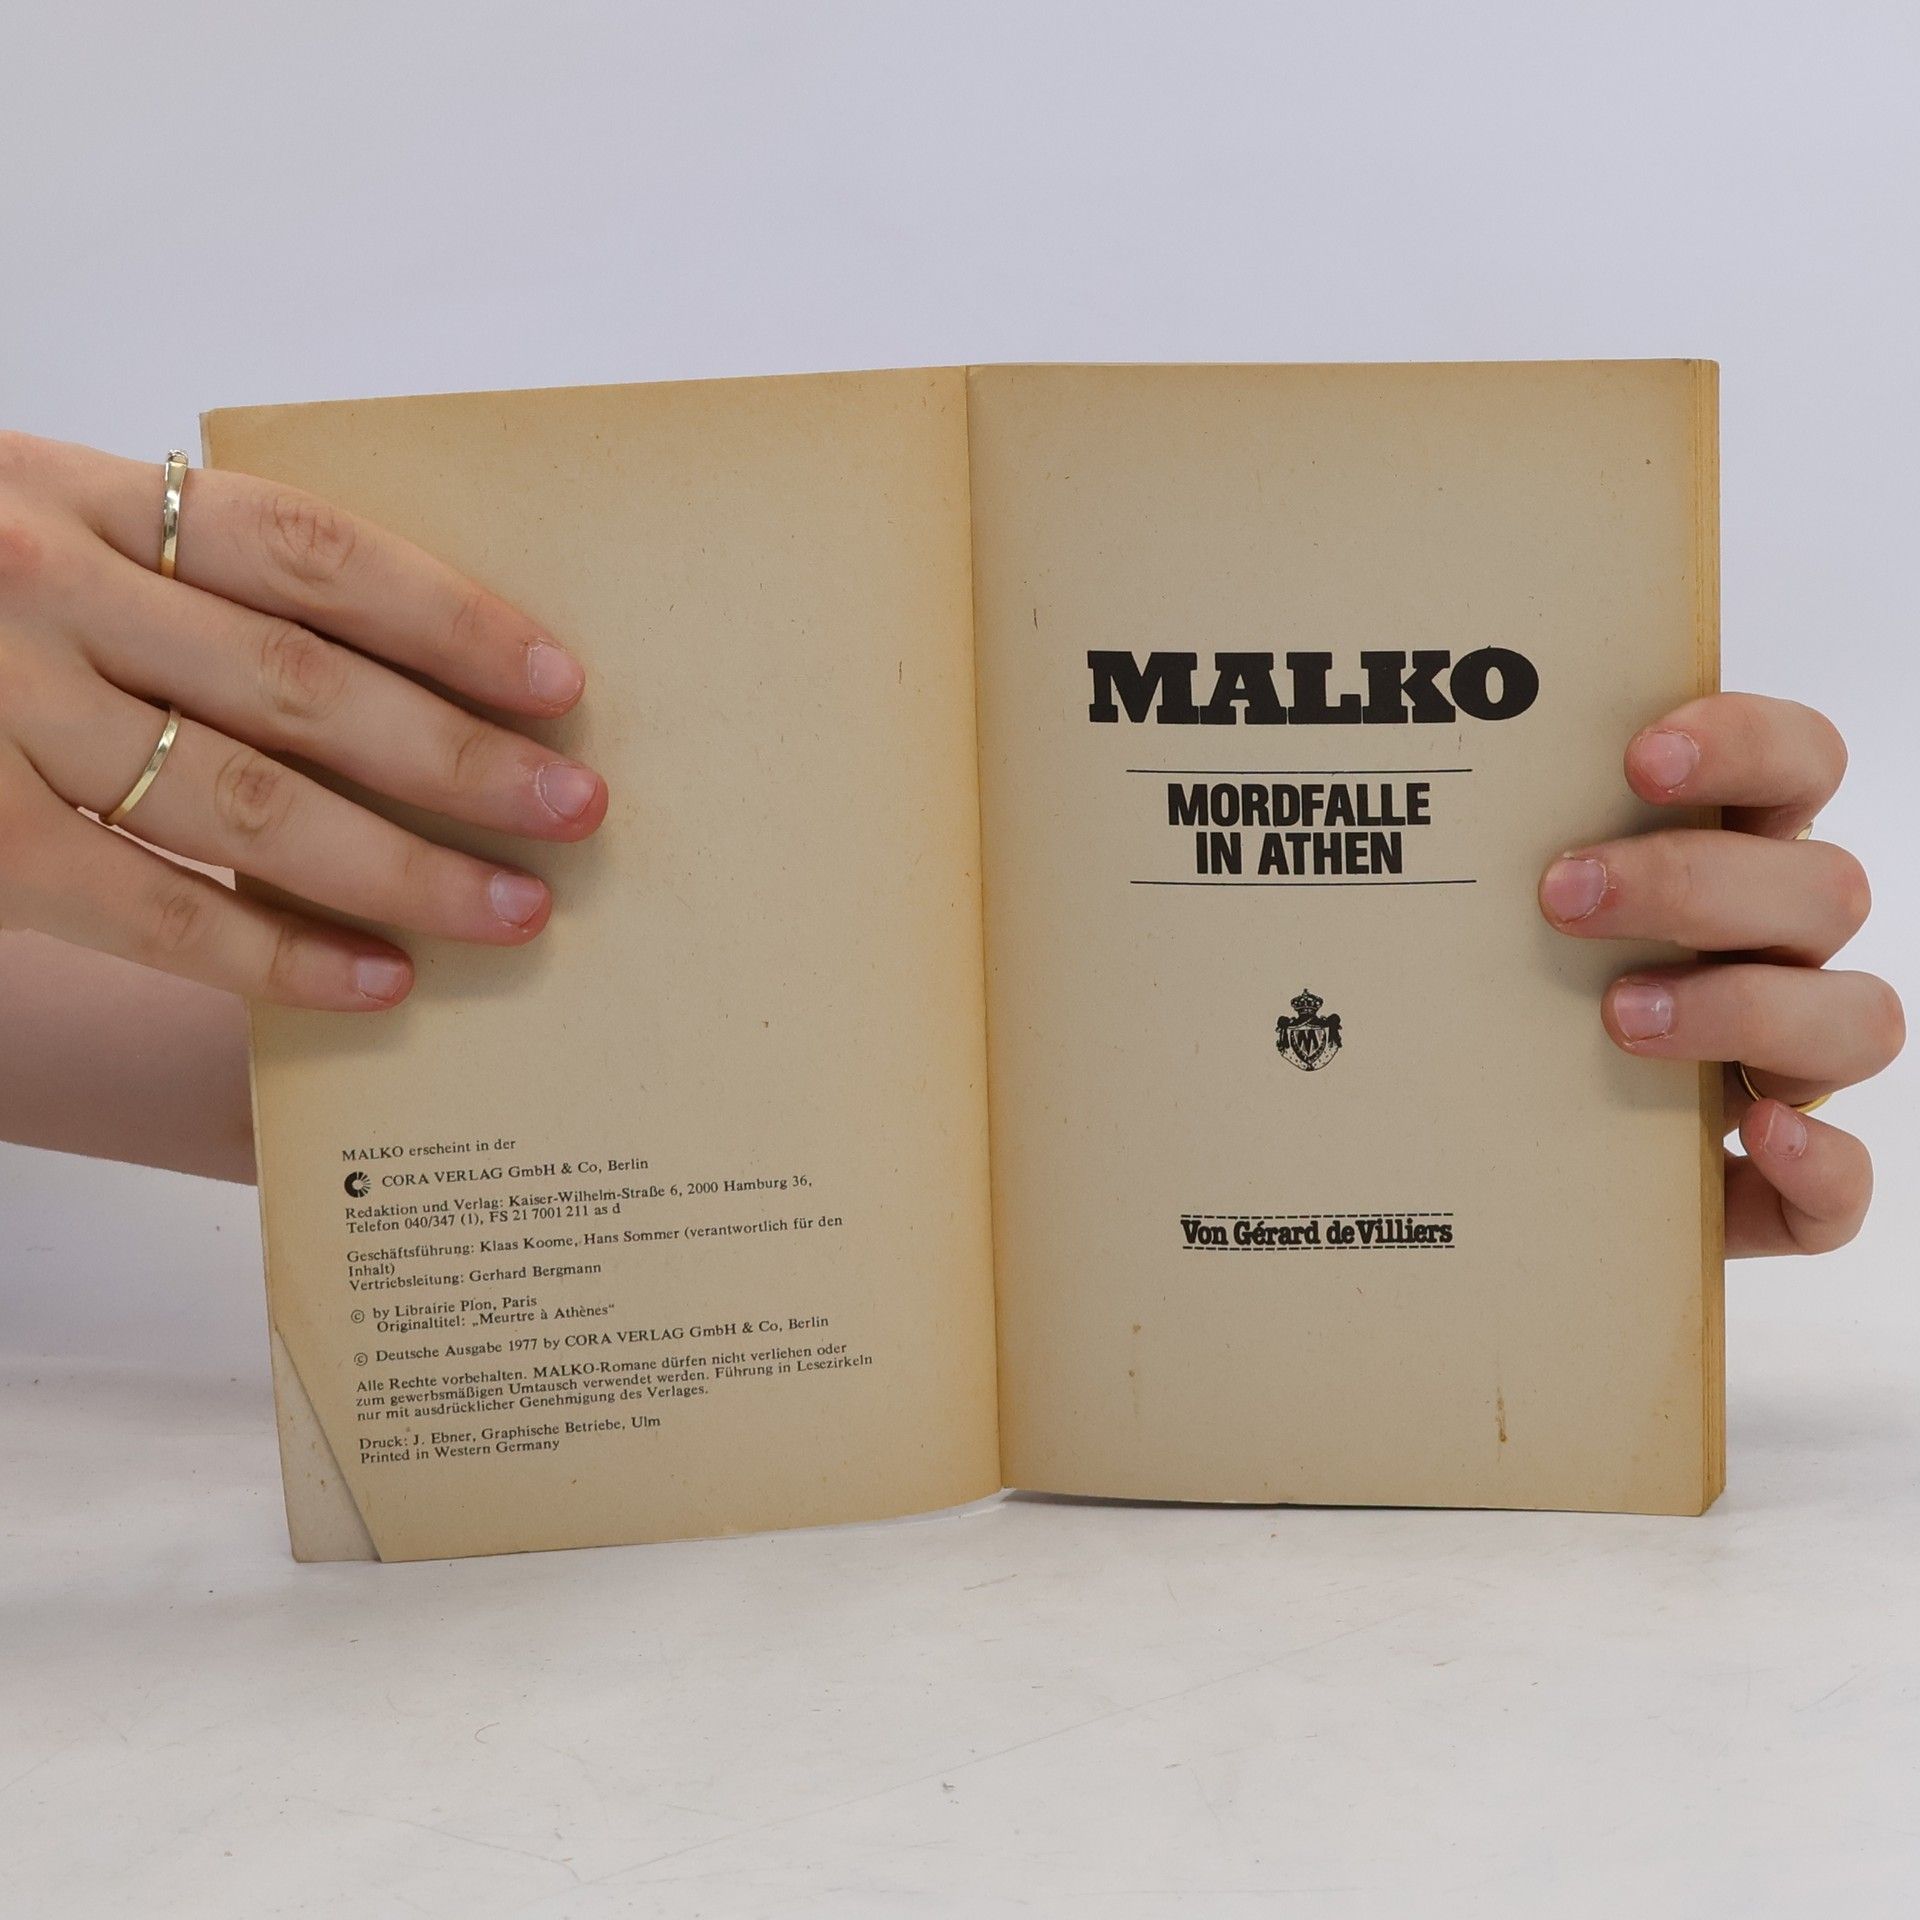 MALKO erscheint in der
CORA VERLAG GmbH & Co, Berlin
Redaktion und Verlag: Kaiser-Wilhelm-Straße 6, 2000 Hamburg 36,
Telefon 040/347 (1), FS 21 7001 211 as d
Geschäftsführung: Klaas Koome, Hans Sommer (verantwortlich für den
Inhalt)
Vertriebsleitung: Gerhard Bergmann
© by Librairie Plon, Paris
Originaltitel: „Meurtre à Athènes“
© Deutsche Ausgabe 1977 by CORA VERLAG GmbH & Co, Berlin
Alle Rechte vorbehalten. MALKO-Romane dürfen nicht verliehen oder
zum gewerbsmäßigen Umtausch verwendet werden. Führung in Lesezirkeln
nur mit ausdrücklicher Genehmigung des Verlages.
Druck: J. Ebner, Graphische Betriebe, Ulm
Printed in Western Germany
MALKO
MORDFALLE
IN ATHEN
M
Von Gérard de Villiers